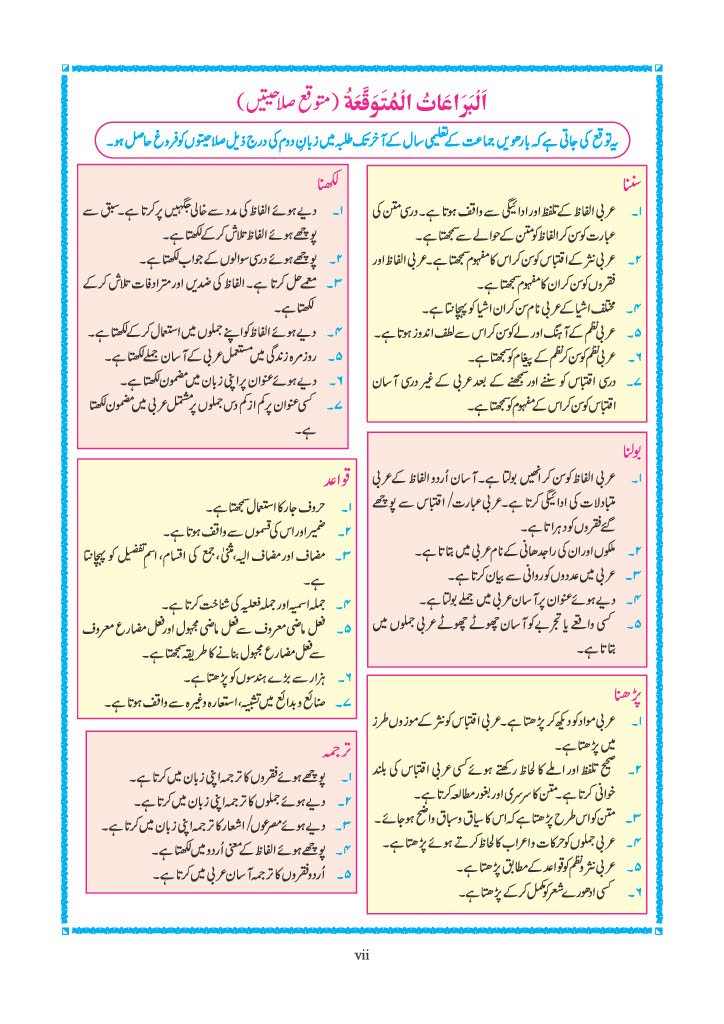 اَلْبَرَاعَاتُ الْمُتَوَقَّعَةُ (متوقع صلاحیتیں)
یہ توقع کی جاتی ہے کہ بارھویں جماعت کے تعلیمی سال کے آخر تک طلبہ میں زبانِ دوم کی درج ذیل صلاحیتوں کو فروغ حاصل ہو۔
سننا
۱۔ عربی الفاظ کے تلفظ اور ادائیگی سے واقف ہوتا ہے۔ درسی متن کی
عبارت کو سن کر الفاظ کو متن کے حوالے سے سمجھتا ہے۔
۲۔ عربی نثر کے اقتباس کو سن کر اس کا مفہوم سمجھتا ہے۔ عربی الفاظ اور
فقروں کو سن کر ان کا مفہوم سمجھتا ہے۔
۴۔ مختلف اشیا کے عربی نام سن کر ان اشیا کو پہچانتا ہے۔
۵۔ عربی نظم کے آہنگ اور لے کو سن کر اس سے لطف اندوز ہوتا ہے۔
۶۔ عربی نظم کو سن کر نظم کے پیغام کو سمجھتا ہے۔
۷۔ درسی اقتباس کو سننے اور سمجھنے کے بعد عربی کے غیر درسی آسان
اقتباس کو سن کر اس کے مفہوم کو سمجھتا ہے۔
بولنا
۱۔ عربی الفاظ کو سن کر انھیں بولتا ہے۔ آسان اُردو الفاظ کے عربی
متبادلات کی ادائیگی کرتا ہے۔ عربی عبارت/ اقتباس سے پوچھے
گئے فقروں کو دہراتا ہے۔
۲۔ ملکوں اور ان کی راجدھانی کے نام عربی میں بتاتا ہے۔
۳۔ عربی میں عددوں کو روانی سے بیان کرتا ہے۔
۴۔ دیے ہوئے عنوان پر آسان عربی میں جملے بولتا ہے۔
۵۔ کسی واقعے یا تجربے کو آسان چھوٹے چھوٹے عربی جملوں میں
بتاتا ہے۔
پڑھنا
۱۔ عربی مواد کو دیکھ کر پڑھتا ہے۔ عربی اقتباس کو نثر کے موزوں طرز
میں پڑھتا ہے۔
۲۔ صحیح تلفظ اور املے کا لحاظ رکھتے ہوئے کسی عربی اقتباس کی بلند
خوانی کرتا ہے۔ متن کا سرسری اور بغور مطالعہ کرتا ہے۔
۳۔ متن کو اس طرح پڑھتا ہے کہ اس کا سیاق و سباق واضح ہو جائے۔
۴۔ عربی جملوں کو حرکات و اعراب کا لحاظ کرتے ہوئے پڑھتا ہے۔
۵۔ عربی نثر و نظم کو قواعد کے مطابق پڑھتا ہے۔
۶۔ کسی ادھورے شعر کو مکمل کر کے پڑھتا ہے۔
لکھنا
۱۔ دیے ہوئے الفاظ کی مدد سے خالی جگہیں پر کرتا ہے۔ سبق سے
پوچھے ہوئے الفاظ تلاش کر کے لکھتا ہے۔
۲۔ پوچھے ہوئے درسی سوالوں کے جواب لکھتا ہے۔
۳۔ معمے حل کرتا ہے۔ الفاظ کی ضدیں اور مترادفات تلاش کر کے
لکھتا ہے۔
۴۔ دیے ہوئے الفاظ کو اپنے جملوں میں استعمال کر کے لکھتا ہے۔
۵۔ روزمرہ زندگی میں مستعمل عربی کے آسان جملے لکھتا ہے۔
۶۔ دیے ہوئے عنوان پر اپنی زبان میں مضمون لکھتا ہے۔
۷۔ کسی عنوان پر کم از کم دس جملوں پر مشتمل عربی میں مضمون لکھتا
ہے۔
قواعد
۱۔ حروف جار کا استعمال سمجھتا ہے۔
۲۔ ضمیر اور اس کی قسموں سے واقف ہوتا ہے۔
۳۔ مضاف اور مضاف الیہ، مثنیٰ، جمع کی اقسام، اسم تفضیل کو پہچانتا
ہے۔
۴۔ جملہ اسمیہ اور جملہ فعلیہ کی شناخت کرتا ہے۔
۵۔ فعل ماضی معروف سے فعل ماضی مجہول اور فعل مضارع معروف
سے فعل مضارع مجہول بنانے کا طریقہ سمجھتا ہے۔
۶۔ ہزار سے بڑے ہندسوں کو پڑھتا ہے۔
۷۔ صنائع و بدائع میں تشبیہ، استعارہ وغیرہ سے واقف ہوتا ہے۔
ترجمہ
۱۔ پوچھے ہوئے فقروں کا ترجمہ اپنی زبان میں کرتا ہے۔
۲۔ دیے ہوئے جملوں کا ترجمہ اپنی زبان میں کرتا ہے۔
۳۔ دیے ہوئے مصرعوں/ اشعار کا ترجمہ اپنی زبان میں کرتا ہے۔
۴۔ پوچھے ہوئے الفاظ کے معنی اُردو میں لکھتا ہے۔
۵۔ اُردو فقروں کا ترجمہ آسان عربی میں کرتا ہے۔
vii